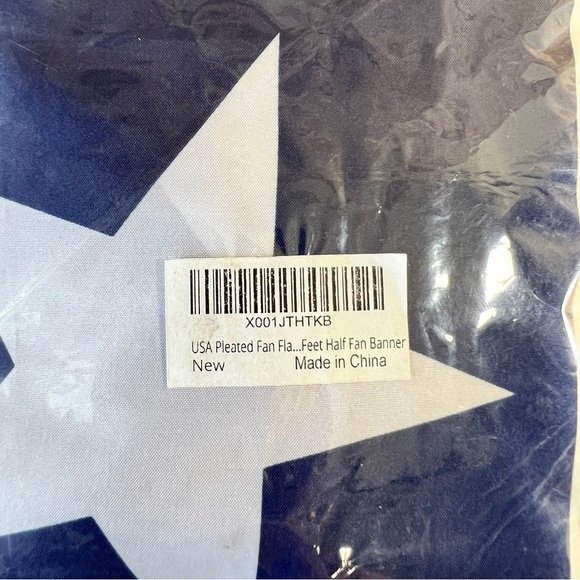 X001JTHTKB
USA Pleated Fan Fla...Feet Half Fan Banner
New Made in China